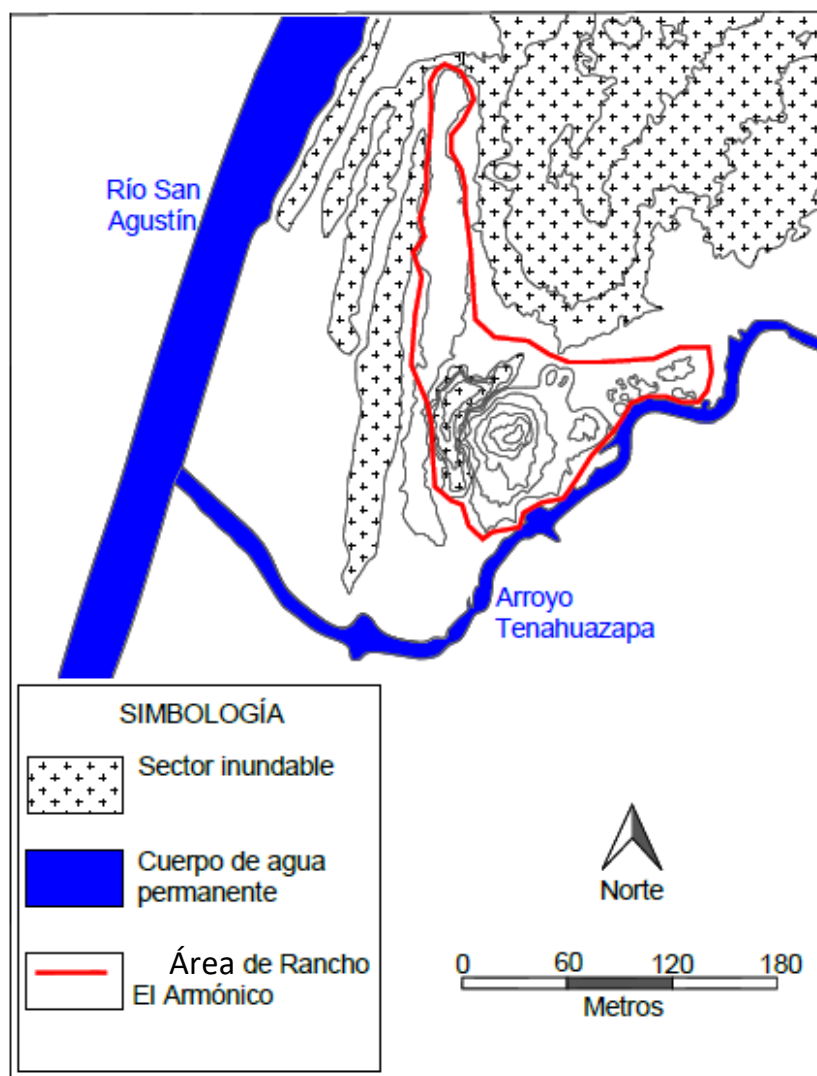 Río San
Agustín
Arroyo
Tenahuazapa
SIMBOLOGÍA
Sector inundable
Cuerpo de agua
permanente
Área de Rancho
El Armónico
Norte
0 60 120 180
Metros